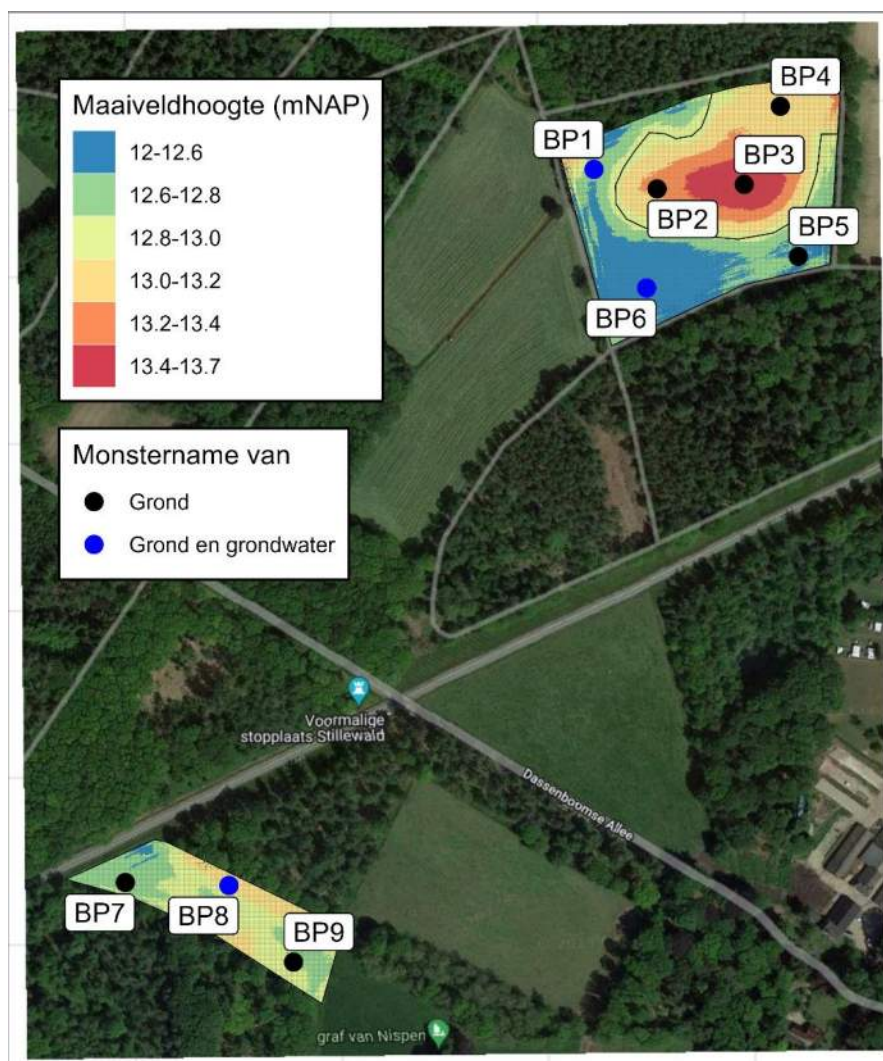 Maaiveldhoogte (mNAP)
12-12.6
12.6-12.8
12.8-13.0
13.0-13.2
13.2-13.4
13.4-13.7
Monstername van
Grond
Grond en grondwater
BP4
BP1
BP3
BP2
BP5
BP6
Voormalige
stopplaats Stillewald
Dassenboomse Allee
BP7
BP8
BP9
graf van Nispen